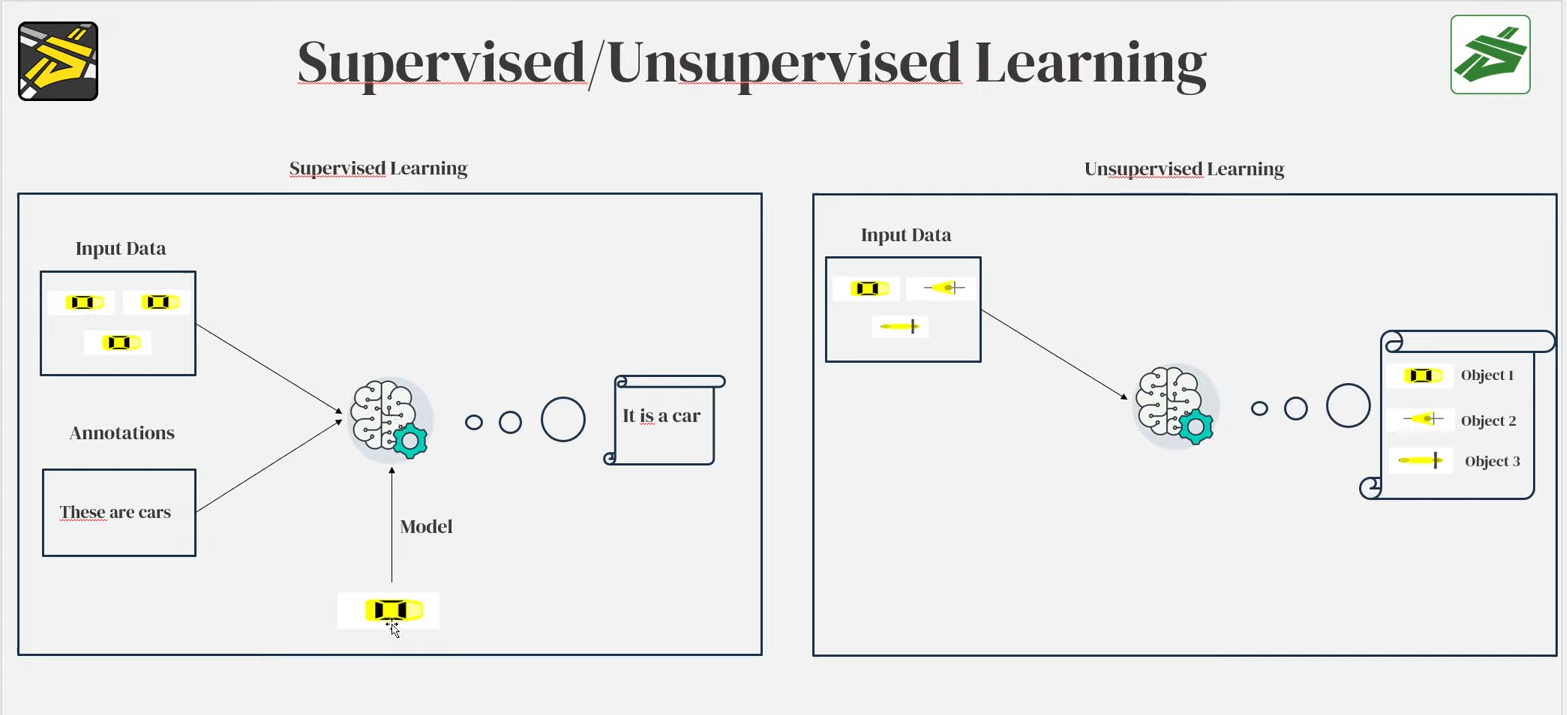 Supervised/Unsupervised Learning
Supervised Learning
Input Data
Annotations
These are cars
Model
It is a car
Unsupervised Learning
Input Data
Object 1
Object 2
Object 3